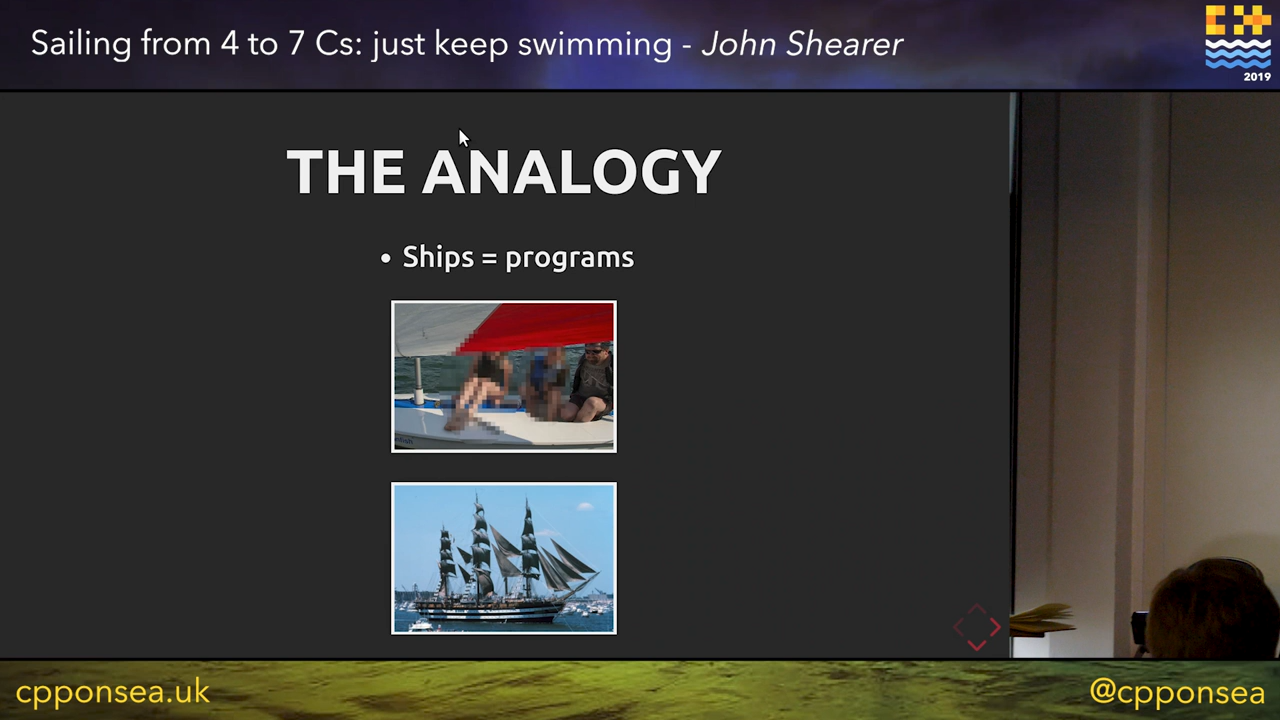 Sailing from 4 to 7 Cs: just keep swimming - John Shearer
2019
THE ANALOGY
• Ships = programs
cpponsea.uk
@cpponsea